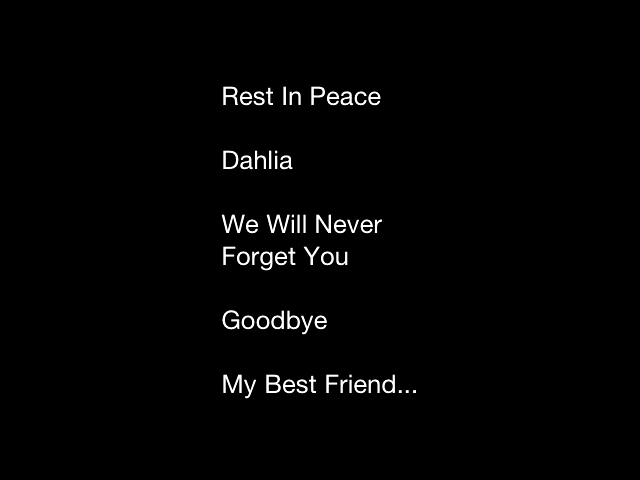 Rest In Peace
Dahlia
We Will Never
Forget You
Goodbye
My Best Friend...